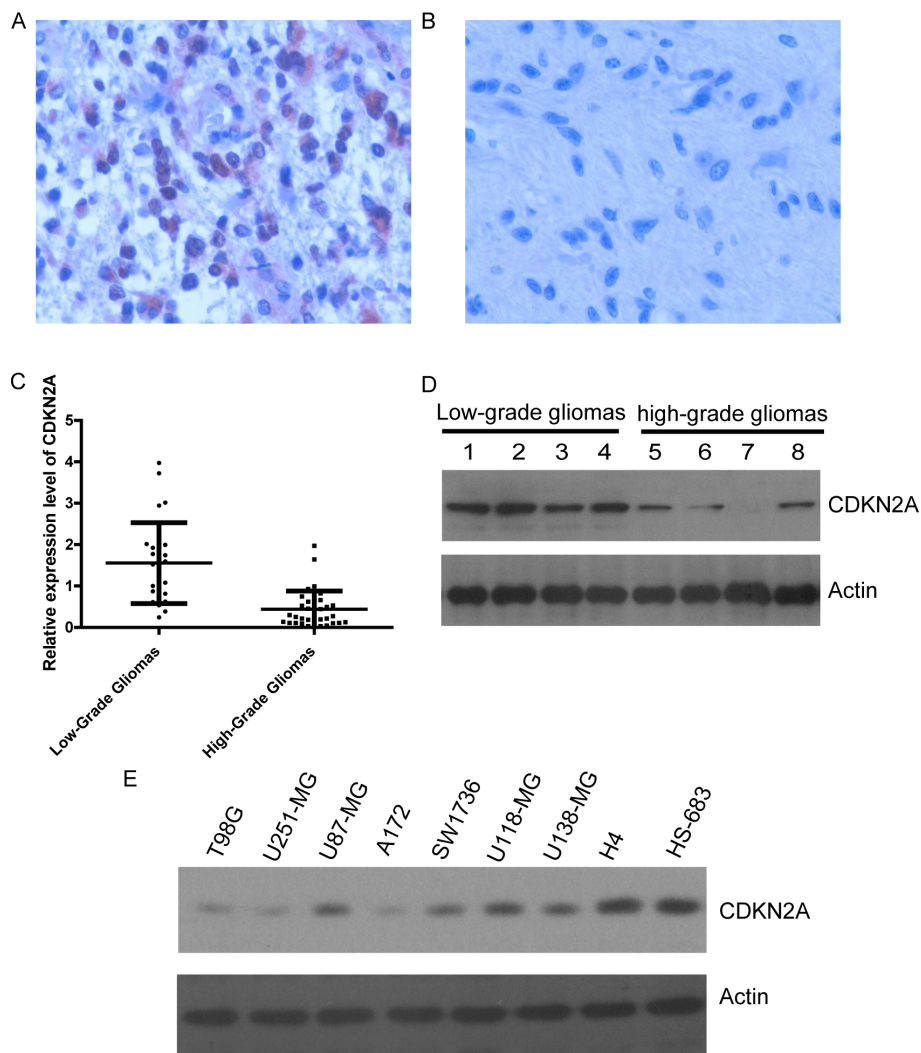 A
B
C
Relative expression level of CDKN2A
5
4
3
2
1
0
Low-Grade Gliomas
High-Grade Gliomas
D
Low-grade gliomas
high-grade gliomas
1 2 3 4 5 6 7 8
CDKN2A
Actin
E
T98G
U251-MG
U87-MG
A172
SW1736
U118-MG
U138-MG
H4
HS-683
CDKN2A
Actin